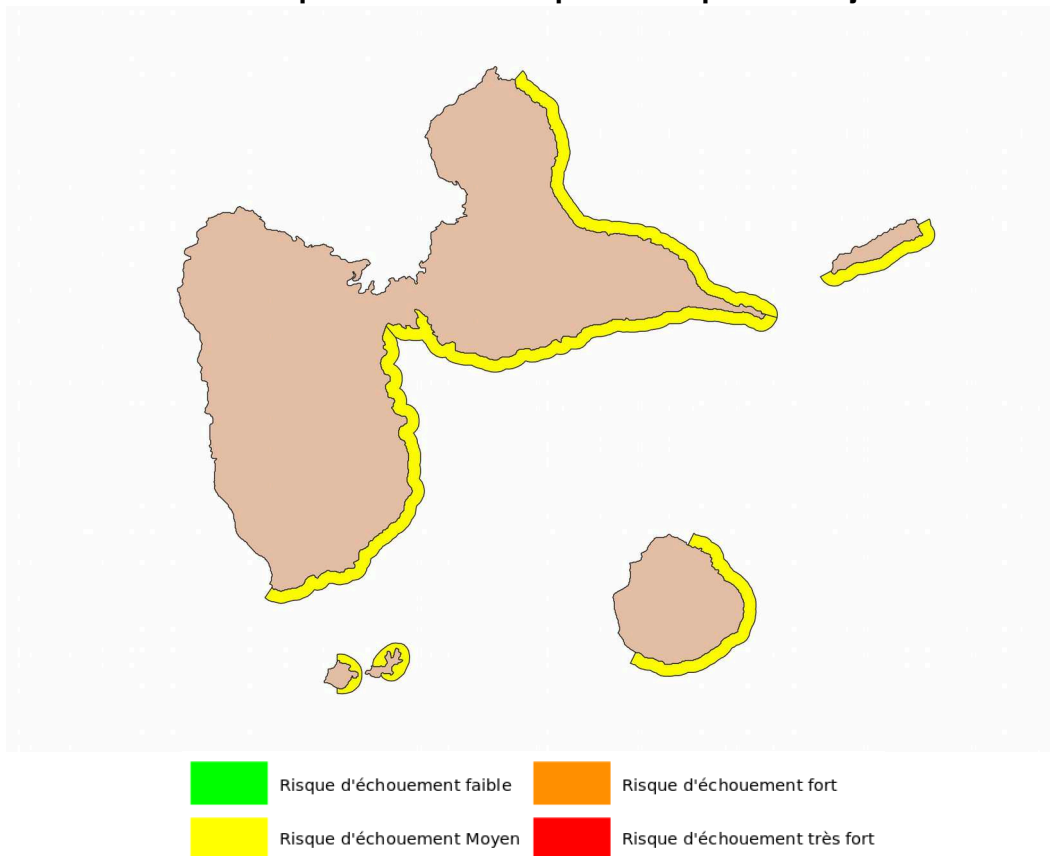 Risque d'échouement faible
Risque d'échouement fort
Risque d'échouement Moyen
Risque d'échouement très fort